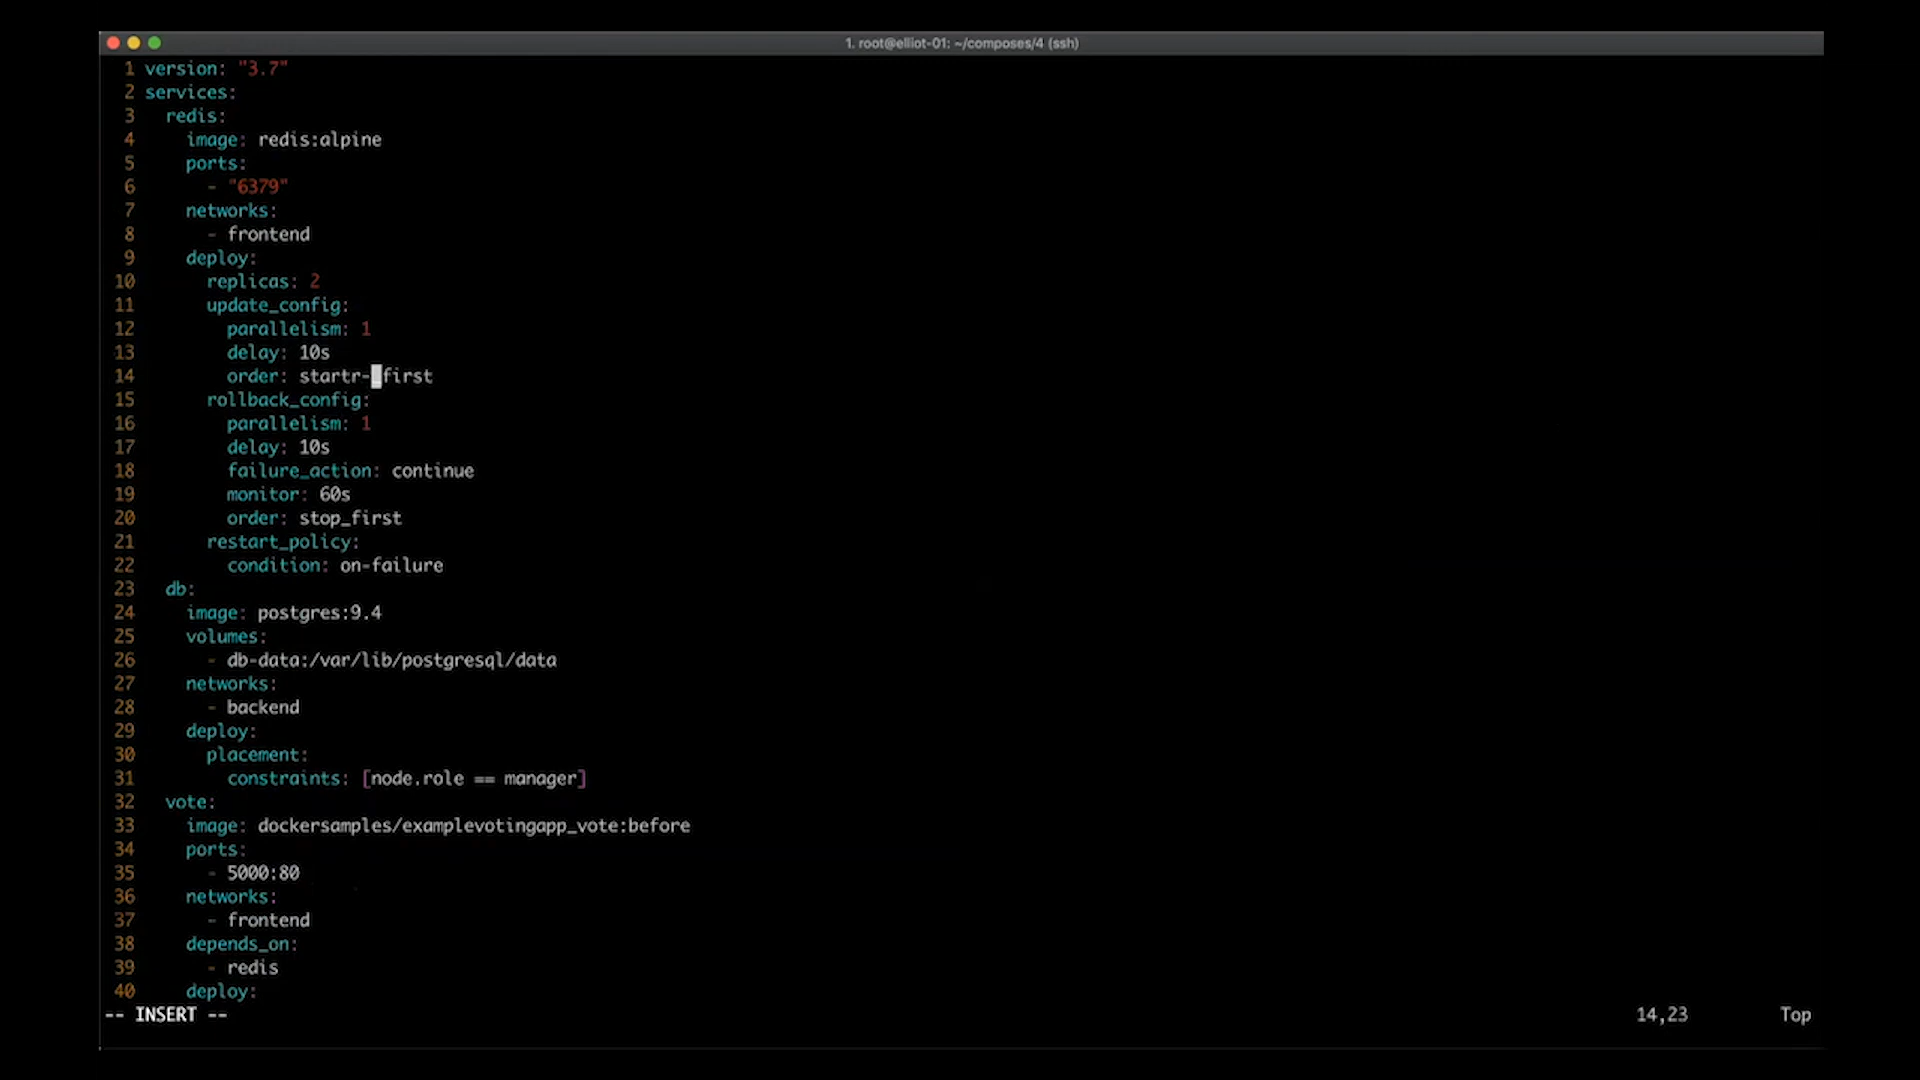 1. root@elliot-01: ~/composes/4 (ssh)
1 version: "3.7"
2 services:
3   redis:
4     image: redis:alpine
5     ports:
6       - "6379"
7     networks:
8       - frontend
9     deploy:
10       replicas: 2
11       update_config:
12         parallelism: 1
13         delay: 10s
14         order: startr-_first
15       rollback_config:
16         parallelism: 1
17         delay: 10s
18         failure_action: continue
19         monitor: 60s
20         order: stop_first
21       restart_policy:
22         condition: on-failure
23   db:
24     image: postgres:9.4
25     volumes:
26       - db-data:/var/lib/postgresql/data
27     networks:
28       - backend
29     deploy:
30       placement:
31         constraints: [node.role == manager]
32   vote:
33     image: dockersamples/examplevotingapp_vote:before
34     ports:
35       - 5000:80
36     networks:
37       - frontend
38     depends_on:
39       - redis
40     deploy:
-- INSERT -- 14,23 Top